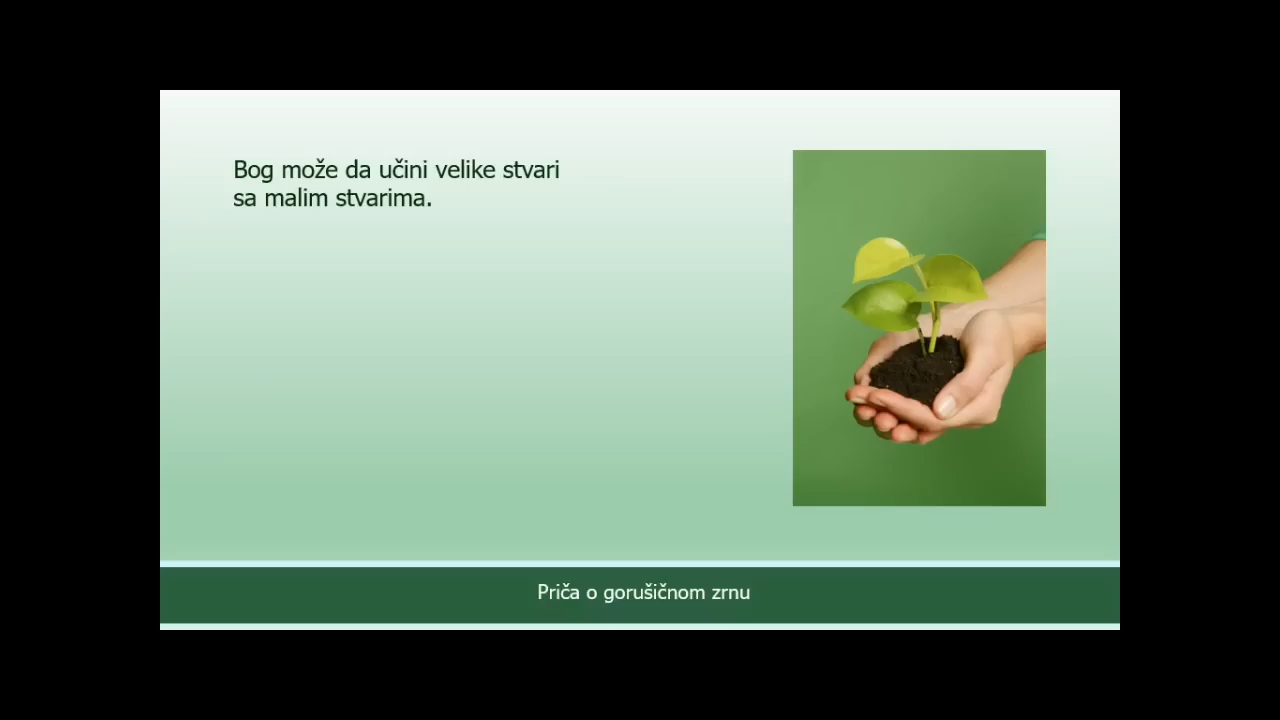 Bog može da učini velike stvari
sa malim stvarima.
Priča o gorušičnom zrnu